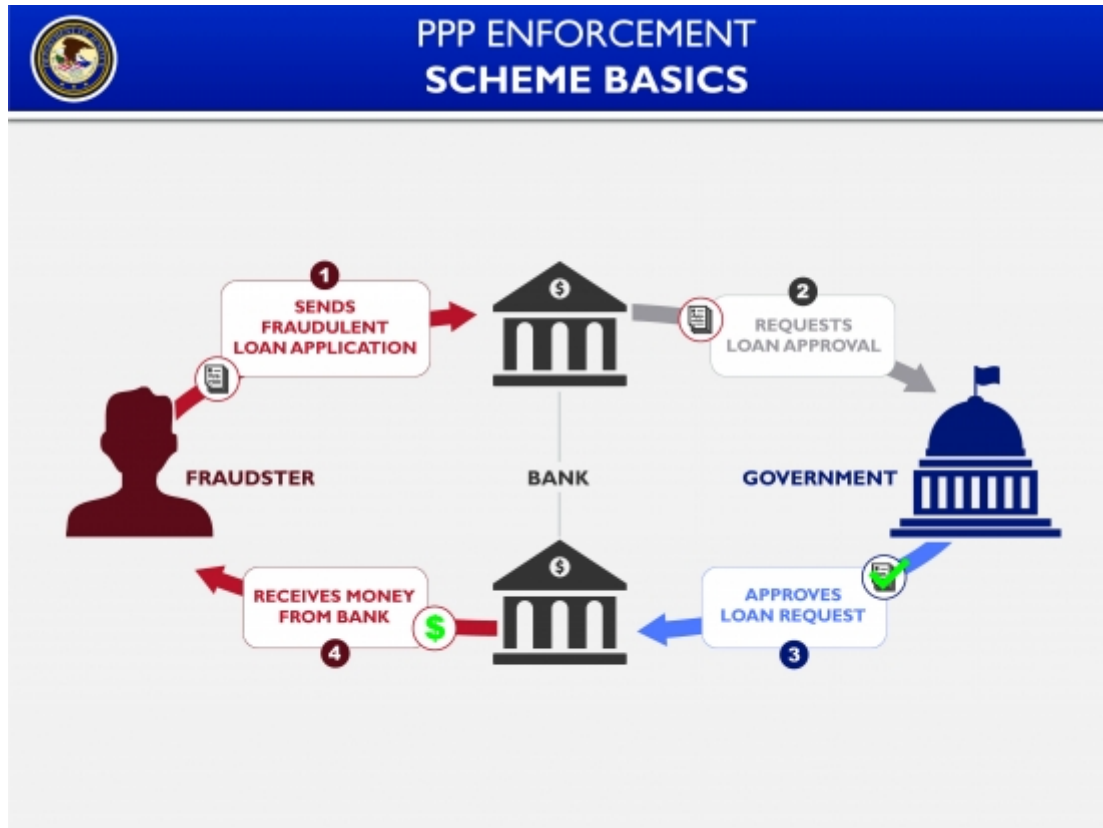 PPP ENFORCEMENT
SCHEME BASICS
1
SENDS
FRAUDULENT
LOAN APPLICATION
$
2
REQUESTS
LOAN APPROVAL
FRAUDSTER
BANK
GOVERNMENT
RECEIVES MONEY
FROM BANK
4
$
$
APPROVES
LOAN REQUEST
3